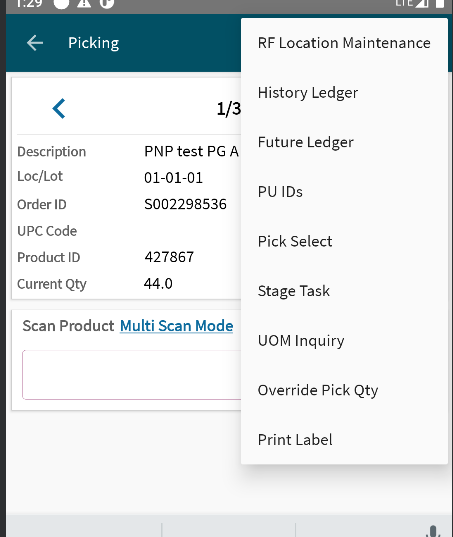 1:29 LTE
Picking
1/3
Description PNP test PG A
Loc/Lot 01-01-01
Order ID S002298536
UPC Code
Product ID 427867
Current Qty 44.0
Scan Product Multi Scan Mode
RF Location Maintenance
History Ledger
Future Ledger
PU IDs
Pick Select
Stage Task
UOM Inquiry
Override Pick Qty
Print Label